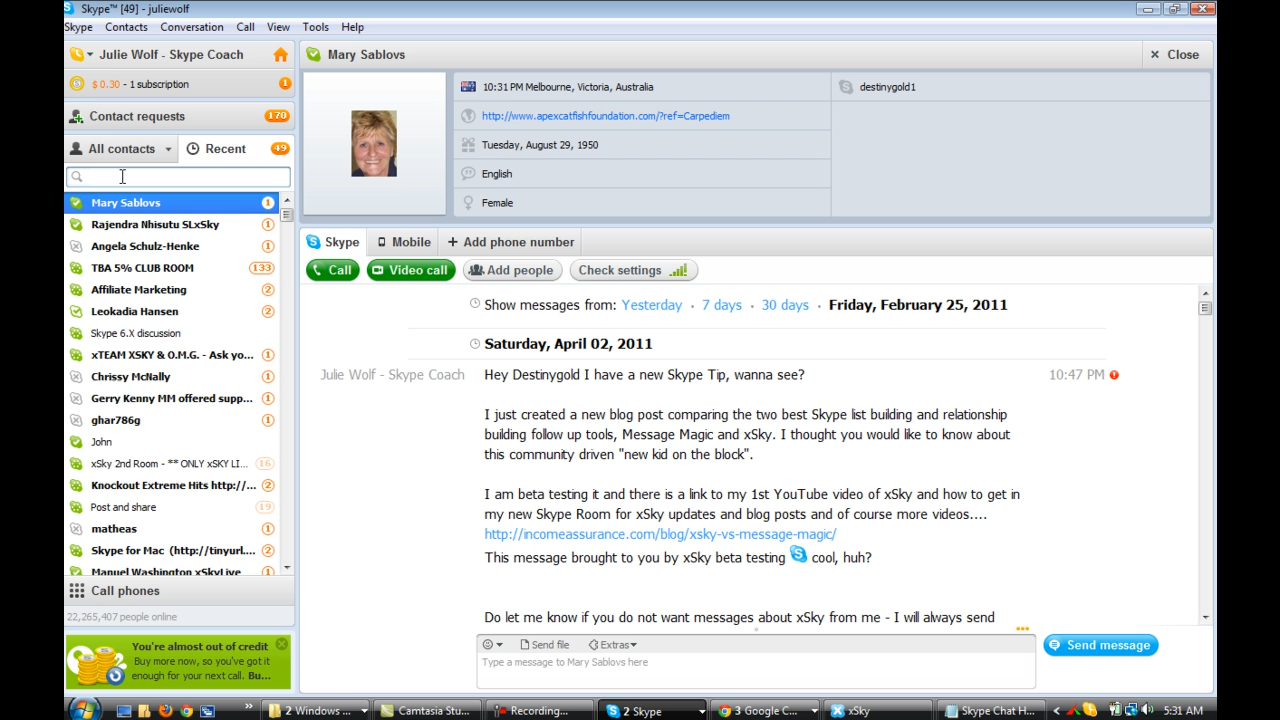 Skype™ [49] - juliewolf
Skype Contacts Conversation Call View Tools Help
Julie Wolf - Skype Coach
$ 0.30 - 1 subscription 1
Contact requests 170
All contacts Recent 49
Mary Sablovs 1
Rajendra Nhisutu SLxSky 1
Angela Schulz-Henke 1
TBA 5% CLUB ROOM 133
Affiliate Marketing 2
Leokadia Hansen 2
Skype 6.X discussion
xTEAM XSKY & O.M.G. - Ask yo... 1
Chrissy McNally 1
Gerry Kenny MM offered supp... 1
ghar786g 1
John
xSky 2nd Room - ** ONLY xSKY LI... 16
Knockout Extreme Hits http:/... 2
Post and share 19
matheas 1
Skype for Mac (http://tinyurl.... 2
Manuel Washington xSkyLive 1
Call phones
22,265,407 people online
You're almost out of credit
Buy more now, so you've got it
enough for your next call. Bu...
Mary Sablovs
Close
10:31 PM Melbourne, Victoria, Australia
destinygold1
http://www.apexcatfishfoundation.com/?ref=Carpediem
Tuesday, August 29, 1950
English
Female
Skype Mobile + Add phone number
Call Video call Add people Check settings
Show messages from: Yesterday · 7 days · 30 days · Friday, February 25, 2011
Saturday, April 02, 2011
Julie Wolf - Skype Coach Hey Destinygold I have a new Skype Tip, wanna see? 10:47 PM
I just created a new blog post comparing the two best Skype list building and relationship
building follow up tools, Message Magic and xSky. I thought you would like to know about
this community driven "new kid on the block".
I am beta testing it and there is a link to my 1st YouTube video of xSky and how to get in
my new Skype Room for xSky updates and blog posts and of course more videos....
http://incomeassurance.com/blog/xsky-vs-message-magic/
This message brought to you by xSky beta testing cool, huh?
Do let me know if you do not want messages about xSky from me - I will always send
Send file Extras
Type a message to Mary Sablovs here
Send message
2 Windows ... Camtasia Stu... Recording... 2 Skype 3 Google C... xSky Skype Chat H... 5:31 AM